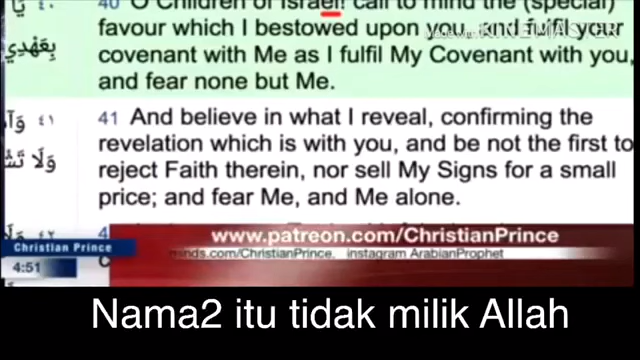 40 O Children of Israel! call to mind the (special)
favour which I bestowed upon you, and fulfil your
covenant with Me as I fulfil My Covenant with you,
and fear none but Me.
41 And believe in what I reveal, confirming the
revelation which is with you, and be not the first to
reject Faith therein, nor sell My Signs for a small
price; and fear Me, and Me alone.
٤٠
بِعَهْدِي
٤١
KINEMASTER
www.patreon.com/ChristianPrince
Christian Prince
minds.com/ChristianPrince. instagram ArabianProphet
4:51
Nama2 itu tidak milik Allah